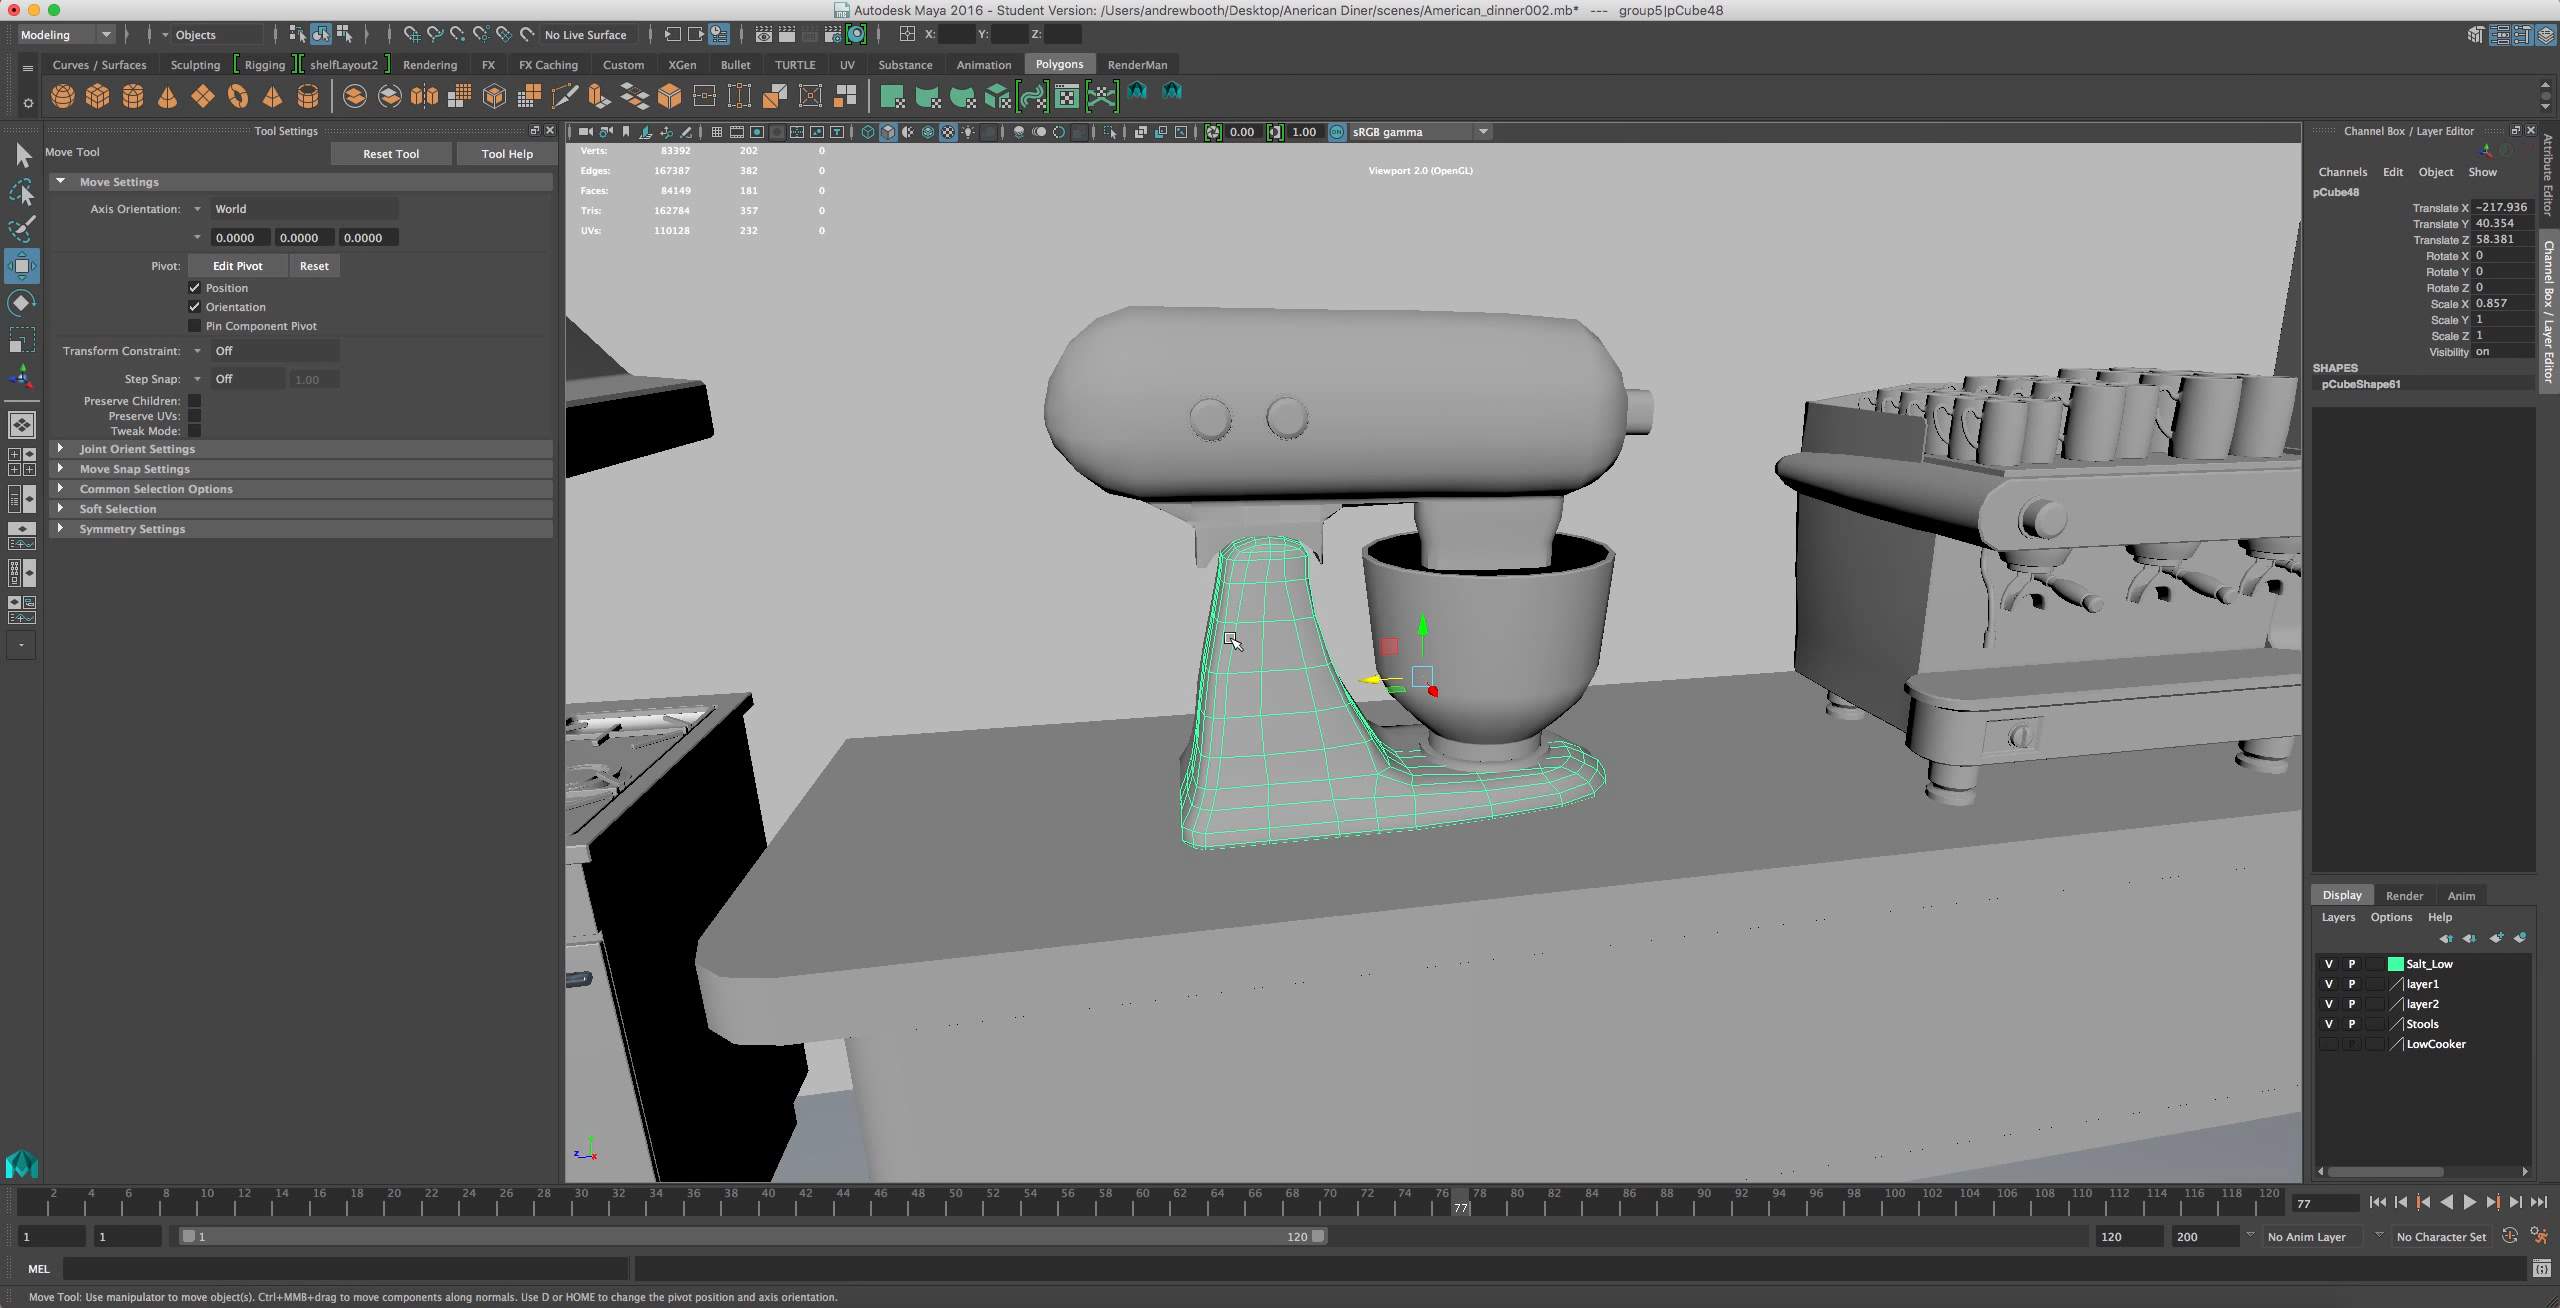 Autodesk Maya 2016 - Student Version: /Users/andrewbooth/Desktop/Anerican Diner/scenes/American_dinner002.mb* --- group5|pCube48
Modeling Objects No Live Surface X: Y: Z:
Curves / Surfaces Sculpting Rigging shelfLayout2 Rendering FX FX Caching Custom XGen Bullet TURTLE UV Substance Animation Polygons RenderMan
Tool Settings
Move Tool Reset Tool Tool Help
Move Settings
Axis Orientation: World
0.0000 0.0000 0.0000
Pivot: Edit Pivot Reset
Position
Orientation
Pin Component Pivot
Transform Constraint: Off
Step Snap: Off 1.00
Preserve Children:
Preserve UVs:
Tweak Mode:
Joint Orient Settings
Move Snap Settings
Common Selection Options
Soft Selection
Symmetry Settings
0.00 1.00 ON sRGB gamma
Verts: 83392 202 0
Edges: 167387 382 0
Faces: 84149 181 0
Tris: 162784 357 0
UVs: 110128 232 0
Viewport 2.0 (OpenGL)
z x
Channel Box / Layer Editor
Channels Edit Object Show
pCube48
Translate X -217.936
Translate Y 40.354
Translate Z 58.381
Rotate X 0
Rotate Y 0
Rotate Z 0
Scale X 0.857
Scale Y 1
Scale Z 1
Visibility on
SHAPES
pCubeShape61
Attribute Editor
Channel Box / Layer Editor
Display Render Anim
Layers Options Help
V P Salt_Low
V P layer1
V P layer2
V P Stools
P LowCooker
2 4 6 8 10 12 14 16 18 20 22 24 26 28 30 32 34 36 38 40 42 44 46 48 50 52 54 56 58 60 62 64 66 68 70 72 74 76 78 80 82 84 86 88 90 92 94 96 98 100 102 104 106 108 110 112 114 116 118 120
77 77
1 1 1 120 120 200 No Anim Layer No Character Set
MEL
Move Tool: Use manipulator to move object(s). Ctrl+MMB+drag to move components along normals. Use D or HOME to change the pivot position and axis orientation.